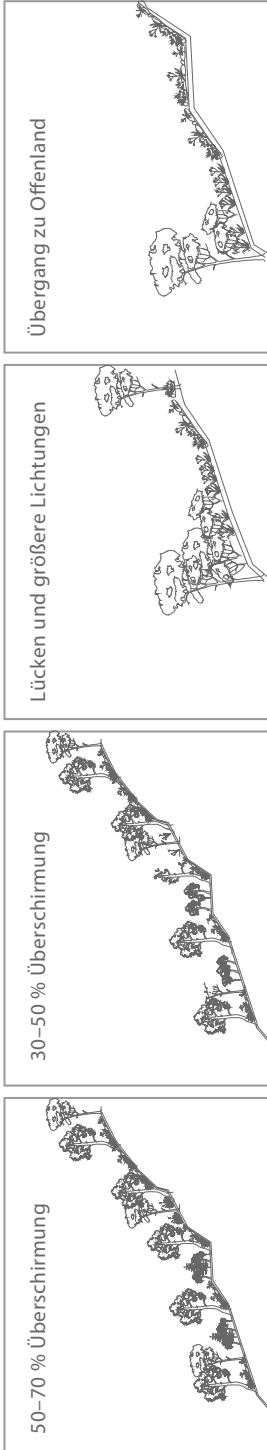 50–70 % Überschirmung
30–50 % Überschirmung
Lücken und größere Lichtungen
Übergang zu Offenland